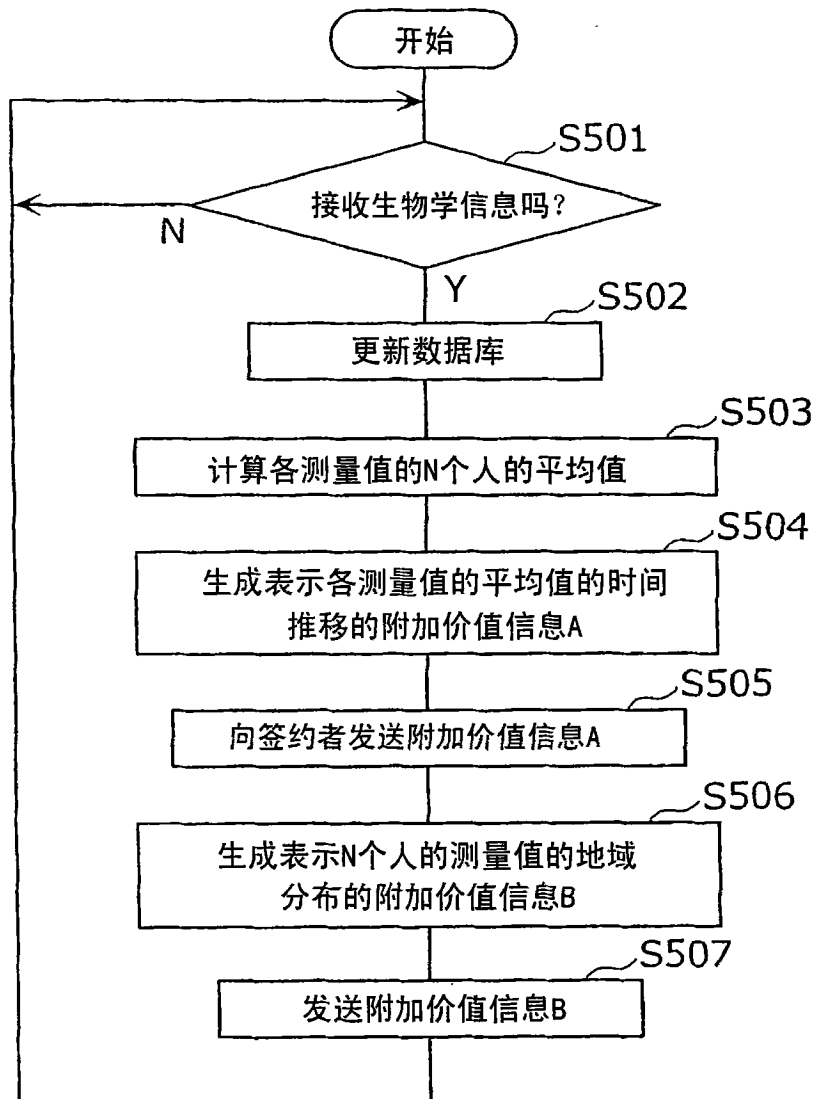 开始
S501
接收生物学信息吗?
N
Y
S502
更新数据库
S503
计算各测量值的N个人的平均值
S504
生成表示各测量值的平均值的时间
推移的附加价值信息A
S505
向签约者发送附加价值信息A
S506
生成表示N个人的测量值的地域
分布的附加价值信息B
S507
发送附加价值信息B